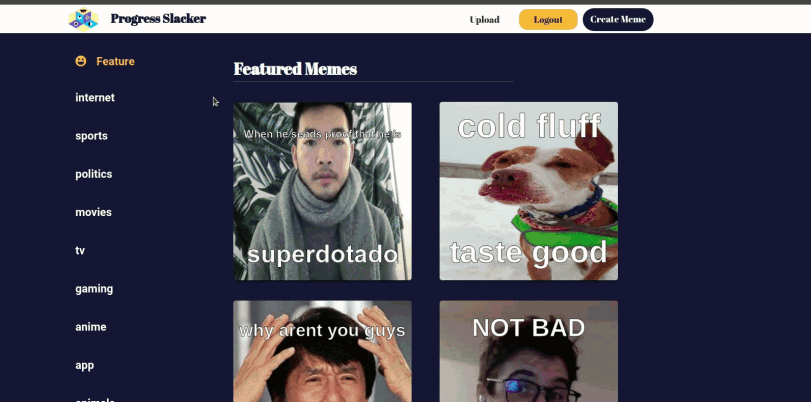 Progress Slacker
Upload
Logout
Create Meme
Feature
internet
sports
politics
movies
tv
gaming
anime
app
animals
Featured Memes
When he sends proof that he is
superdotado
cold fluff
taste good
why arent you guys
NOT BAD